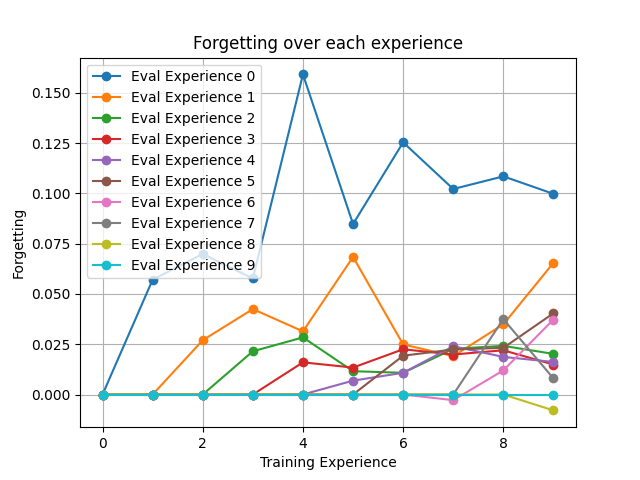 Forgetting over each experience
Eval Experience 0
Eval Experience 1
Eval Experience 2
Eval Experience 3
Eval Experience 4
Eval Experience 5
Eval Experience 6
Eval Experience 7
Eval Experience 8
Eval Experience 9
Forgetting
0.150
0.125
0.100
0.075
0.050
0.025
0.000
0 2 4 6 8
Training Experience